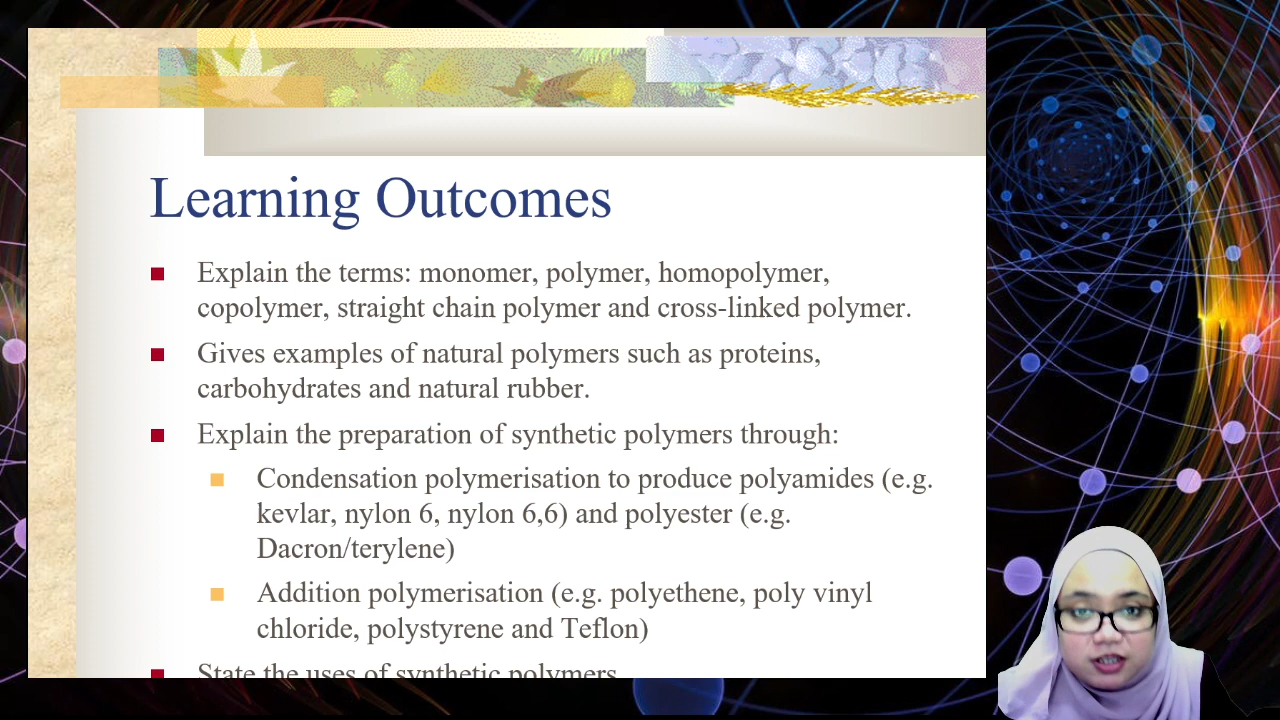 Learning Outcomes
Explain the terms: monomer, polymer, homopolymer,
copolymer, straight chain polymer and cross-linked polymer.
Gives examples of natural polymers such as proteins,
carbohydrates and natural rubber.
Explain the preparation of synthetic polymers through:
Condensation polymerisation to produce polyamides (e.g.
kevlar, nylon 6, nylon 6,6) and polyester (e.g.
Dacron/terylene)
Addition polymerisation (e.g. polyethene, poly vinyl
chloride, polystyrene and Teflon)
State the uses of synthetic polymers